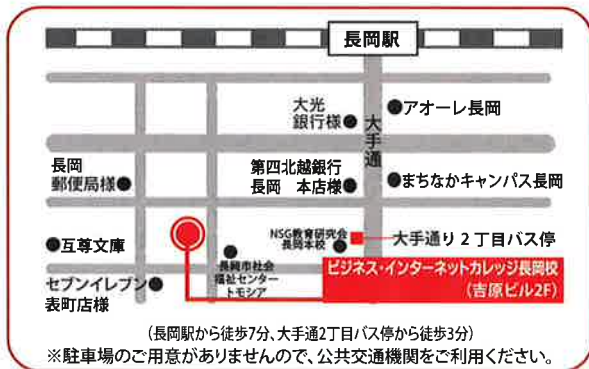 長岡駅
大光
銀行様
アオーレ長岡
大手通
長岡
郵便局様
第四北越銀行
長岡 本店様
まちなかキャンパス長岡
互尊文庫
NSG教育研究会
長岡本校
大手通り2丁目バス停
長岡市社会
福祉センター
トモシア
セブンイレブン
表町店様
ビジネス・インターネットカレッジ長岡校
(吉原ビル2F)
(長岡駅から徒歩7分、大手通2丁目バス停から徒歩3分)
※駐車場のご用意がありませんので、公共交通機関をご利用ください。